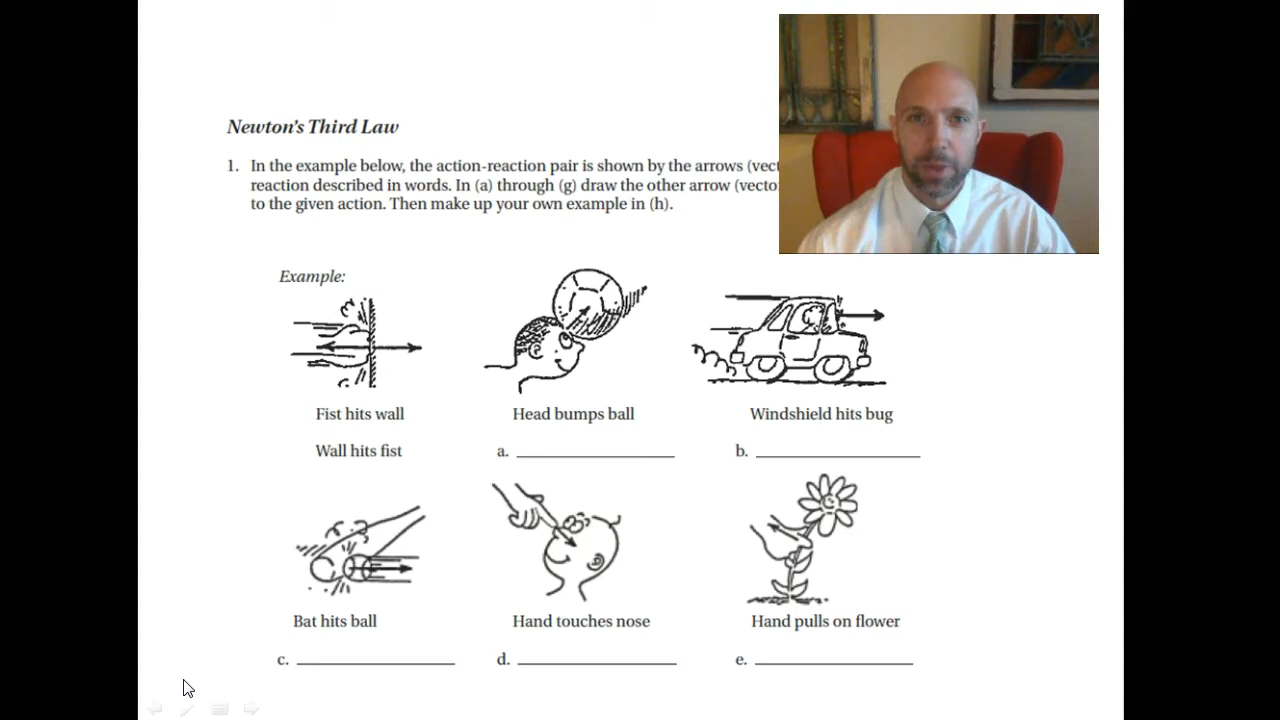 Newton's Third Law
1. In the example below, the action-reaction pair is shown by the arrows
reaction described in words. In (a) through (g) draw the other arrow
to the given action. Then make up your own example in (h).
Example:
Fist hits wall
Head bumps ball
Windshield hits bug
Wall hits fist
a.
b.
Bat hits ball
Hand touches nose
Hand pulls on flower
c.
d.
e.